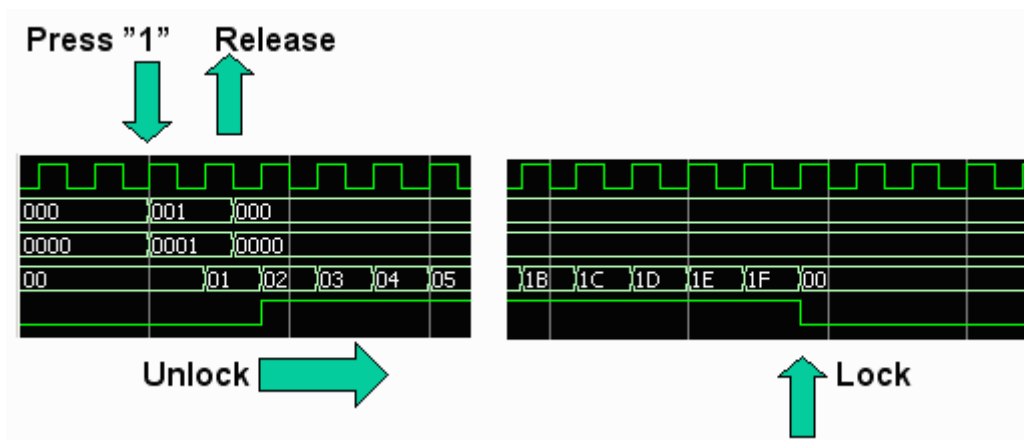 Press ”1” Release
000 001 000
0000 0001 0000
00 01 02 03 04 05
1B 1C 1D 1E 1F 00
Unlock
Lock